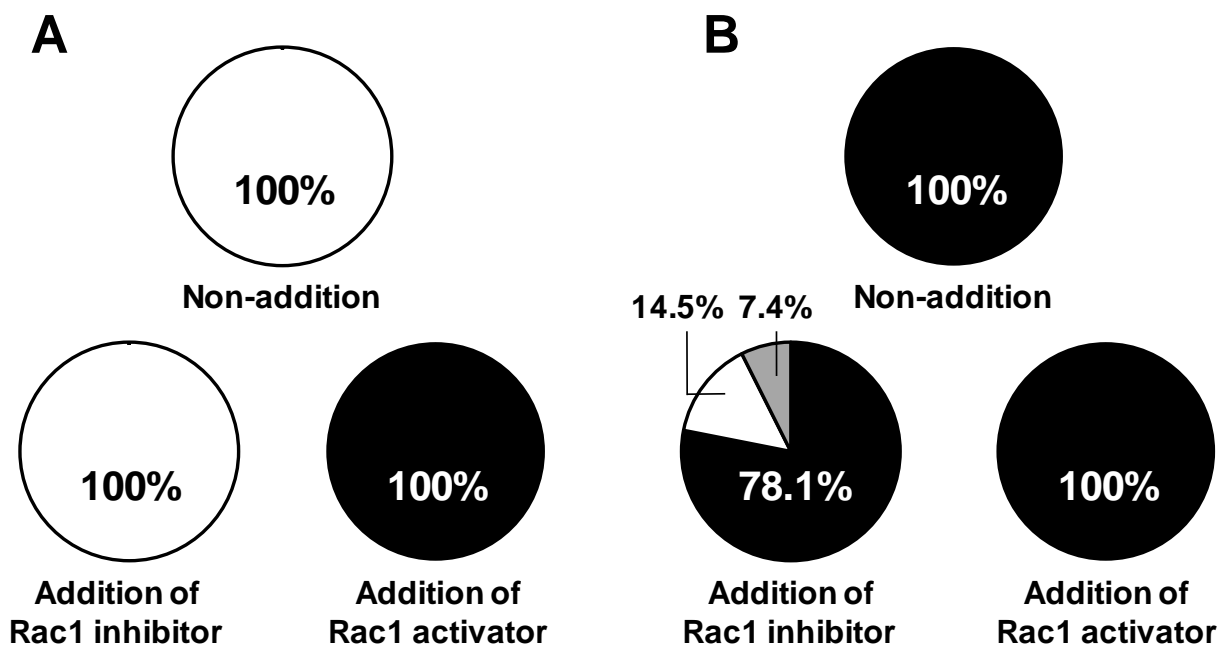 A
100%
Non-addition
100%
Addition of
Rac1 inhibitor
100%
Addition of
Rac1 activator
B
100%
Non-addition
14.5% 7.4%
78.1%
Addition of
Rac1 inhibitor
100%
Addition of
Rac1 activator